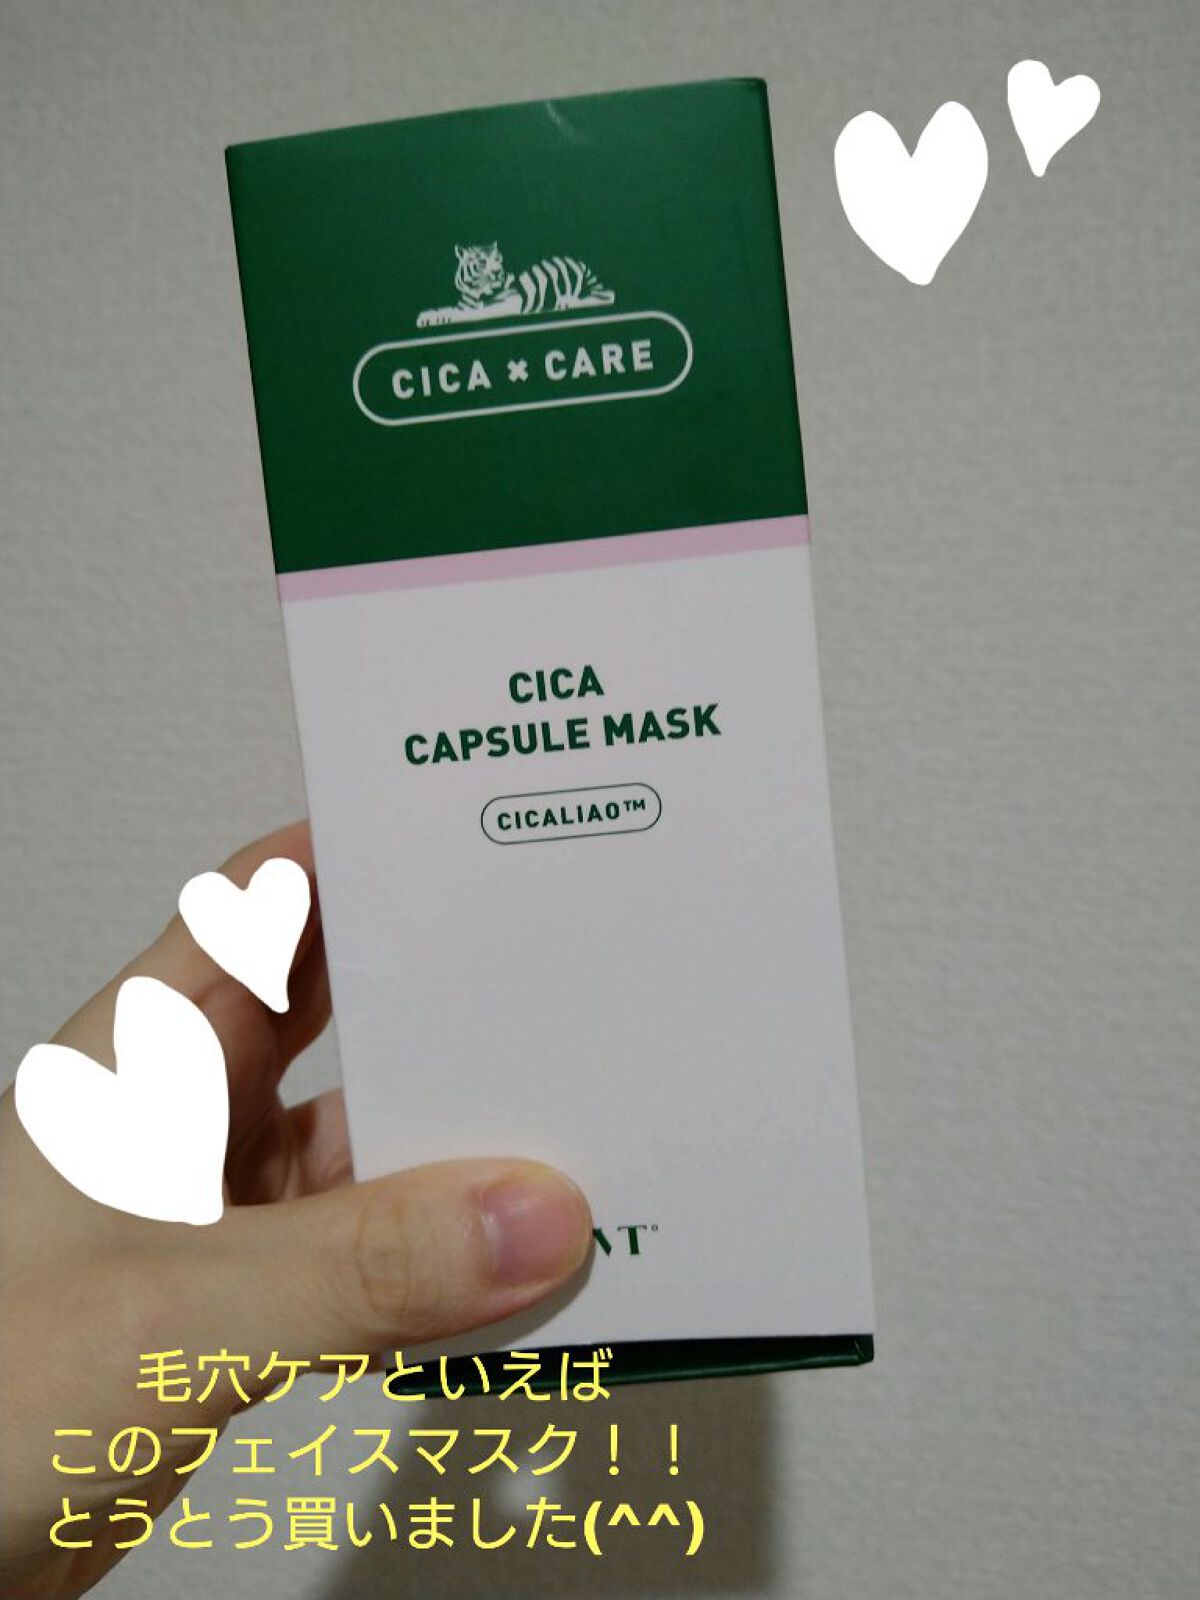 CICA × CARE
CICA
CAPSULE MASK
CICALIAO™
毛穴ケアといえば
このフェイスマスク！！
とうとう買いました(^^)